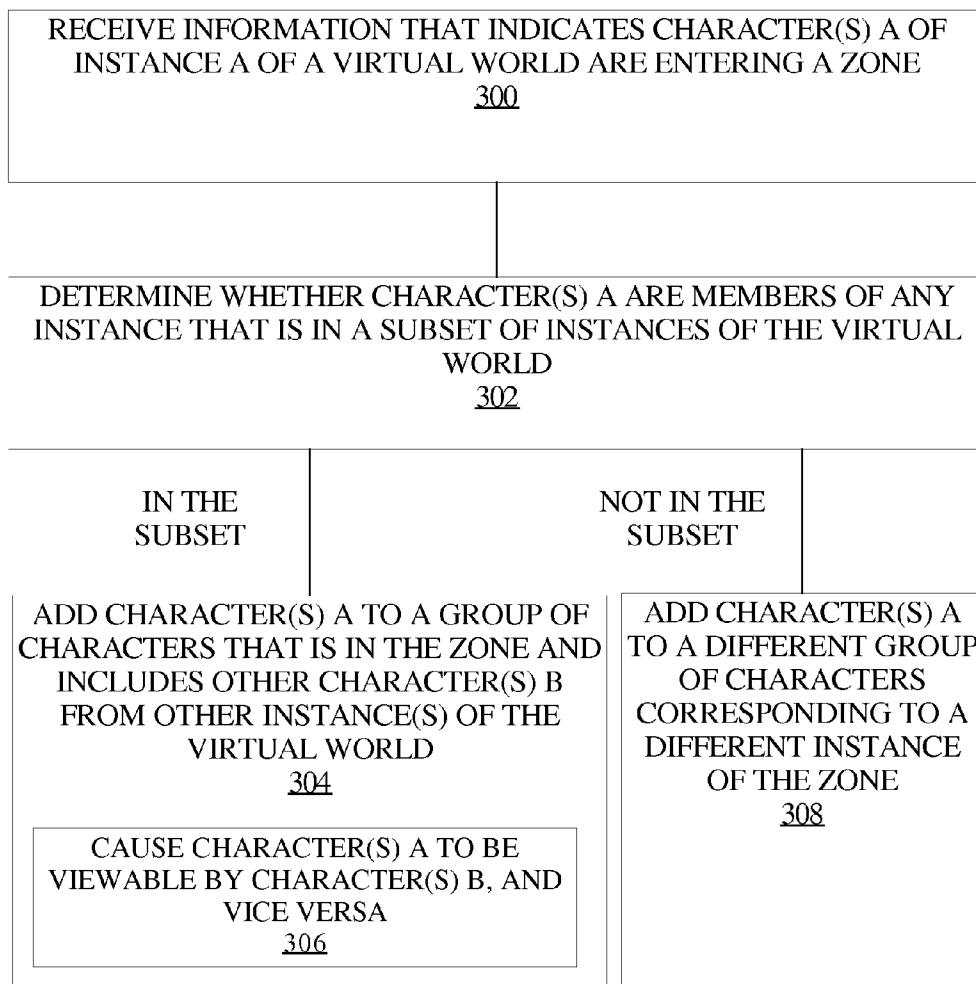 RECEIVE INFORMATION THAT INDICATES CHARACTER(S) A OF
INSTANCE A OF A VIRTUAL WORLD ARE ENTERING A ZONE
300
DETERMINE WHETHER CHARACTER(S) A ARE MEMBERS OF ANY
INSTANCE THAT IS IN A SUBSET OF INSTANCES OF THE VIRTUAL
WORLD
302
IN THE
SUBSET
NOT IN THE
SUBSET
ADD CHARACTER(S) A TO A GROUP OF
CHARACTERS THAT IS IN THE ZONE AND
INCLUDES OTHER CHARACTER(S) B
FROM OTHER INSTANCE(S) OF THE
VIRTUAL WORLD
304
CAUSE CHARACTER(S) A TO BE
VIEWABLE BY CHARACTER(S) B, AND
VICE VERSA
306
ADD CHARACTER(S) A
TO A DIFFERENT GROUP
OF CHARACTERS
CORRESPONDING TO A
DIFFERENT INSTANCE
OF THE ZONE
308